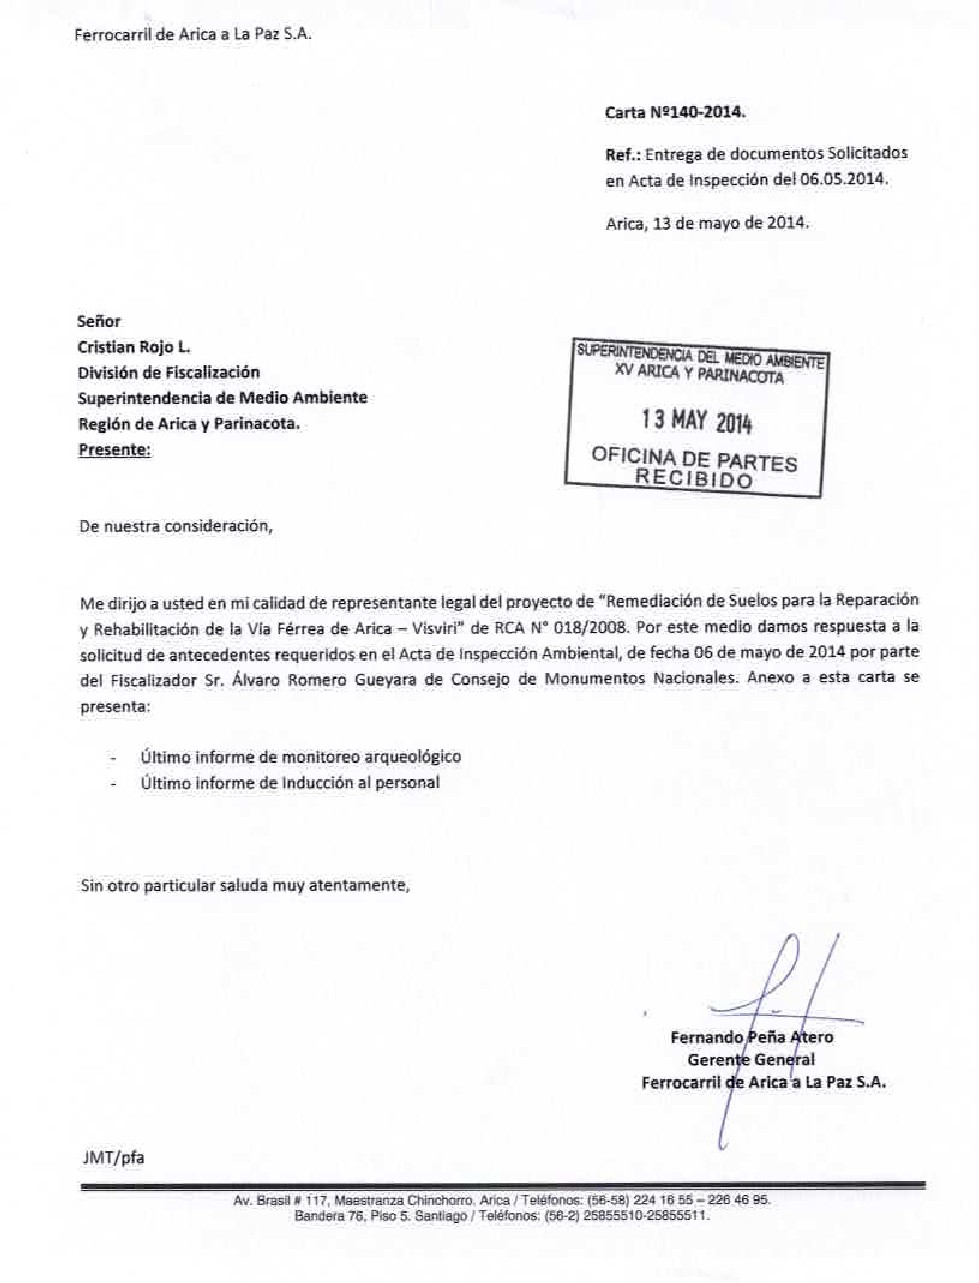 Ferrocarril de Arica a La Paz S.A.
Carta Nº140-2014.
Ref.: Entrega de documentos Solicitados
en Acta de Inspección del 06.05.2014.
Arica, 13 de mayo de 2014.
Señor
Cristian Rojo L.
División de Fiscalización
Superintendencia de Medio Ambiente
Región de Arica y Parinacota.
Presente:
SUPERINTENDENCIA DEL MEDIO AMBIENTE
XV ARICA Y PARINACOTA
13 MAY 2014
OFICINA DE PARTES
RECIBIDO
De nuestra consideración,
Me dirijo a usted en mi calidad de representante legal del proyecto de “Remediación de Suelos para la Reparación
y Rehabilitación de la Vía Férrea de Arica – Visviri” de RCA N° 018/2008. Por este medio damos respuesta a la
solicitud de antecedentes requeridos en el Acta de Inspección Ambiental, de fecha 06 de mayo de 2014 por parte
del Fiscalizador Sr. Álvaro Romero Gueyara de Consejo de Monumentos Nacionales. Anexo a esta carta se
presenta:
- Último informe de monitoreo arqueológico
- Último informe de Inducción al personal
Sin otro particular saluda muy atentamente,
Fernando Peña Atero
Gerente General
Ferrocarril de Arica a La Paz S.A.
JMT/pfa
Av. Brasil # 117, Maestranza Chinchorro, Arica / Teléfonos: (56-58) 224 16 55 – 226 46 95.
Bandera 76, Piso 5. Santiago / Teléfonos: (56-2) 25855510-25855511.